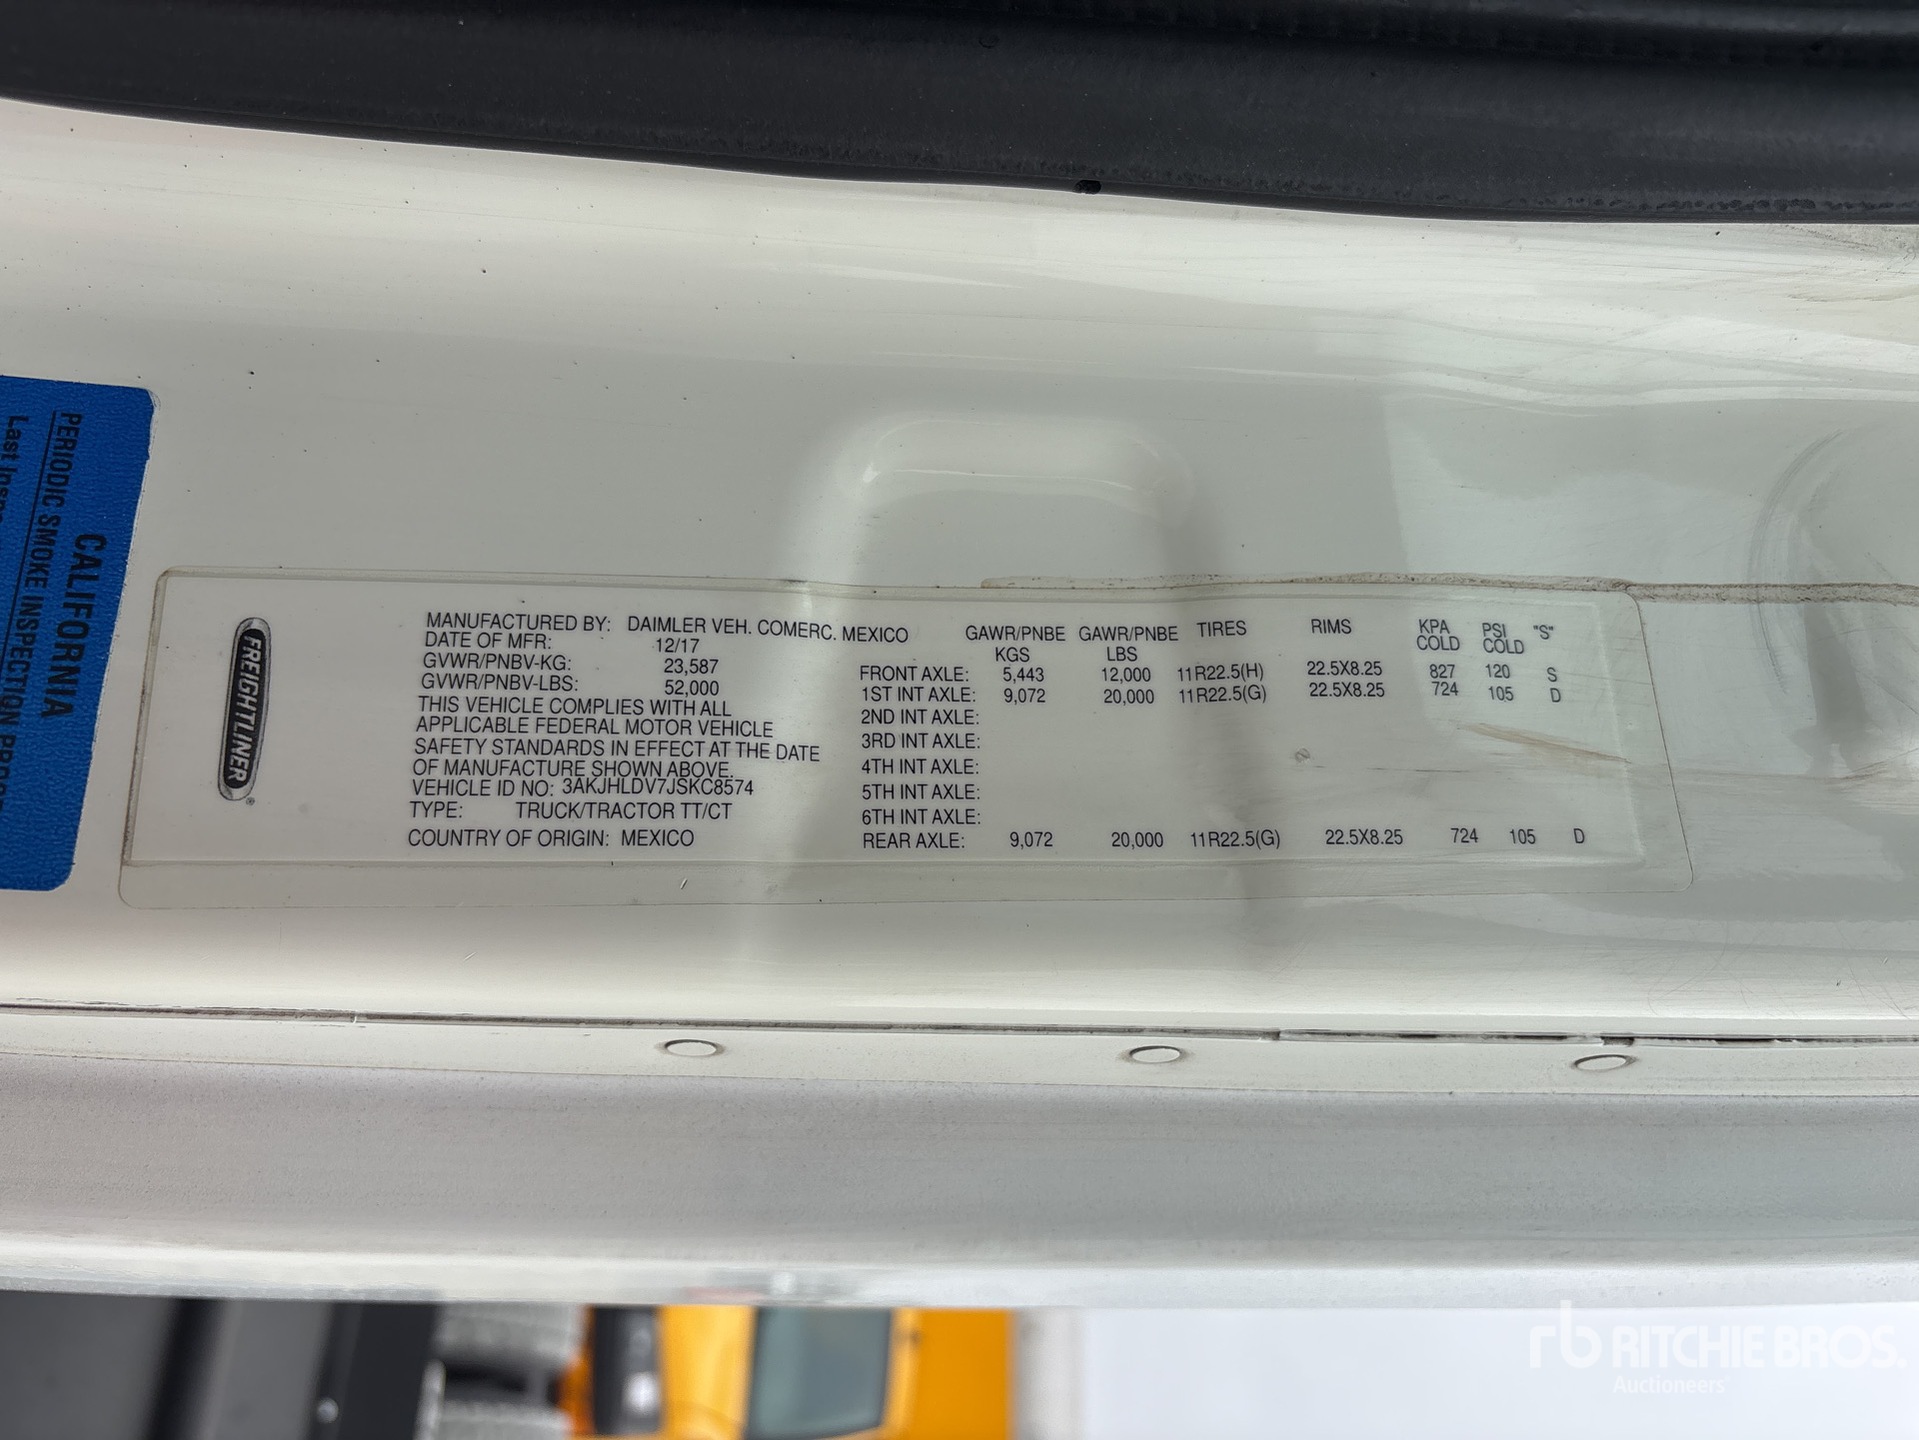 CALIFORNIA
PERIODIC SMOKE INSPECTION
Last
FREIGHTLINER
MANUFACTURED BY: DAIMLER VEH. COMERC. MEXICO
DATE OF MFR: 12/17
GVWR/PNBV-KG: 23,587
GVWR/PNBV-LBS: 52,000
THIS VEHICLE COMPLIES WITH ALL
APPLICABLE FEDERAL MOTOR VEHICLE
SAFETY STANDARDS IN EFFECT AT THE DATE
OF MANUFACTURE SHOWN ABOVE.
VEHICLE ID NO: 3AKJHLDV7JSKC8574
TYPE: TRUCK/TRACTOR TT/CT
COUNTRY OF ORIGIN: MEXICO
GAWR/PNBE GAWR/PNBE TIRES RIMS KPA PSI "S"
KGS LBS COLD COLD
FRONT AXLE: 5,443 12,000 11R22.5(H) 22.5X8.25 827 120 S
1ST INT AXLE: 9,072 20,000 11R22.5(G) 22.5X8.25 724 105 D
2ND INT AXLE:
3RD INT AXLE:
4TH INT AXLE:
5TH INT AXLE:
6TH INT AXLE:
REAR AXLE: 9,072 20,000 11R22.5(G) 22.5X8.25 724 105 D
rb RITCHIE BROS.
Auctioneers